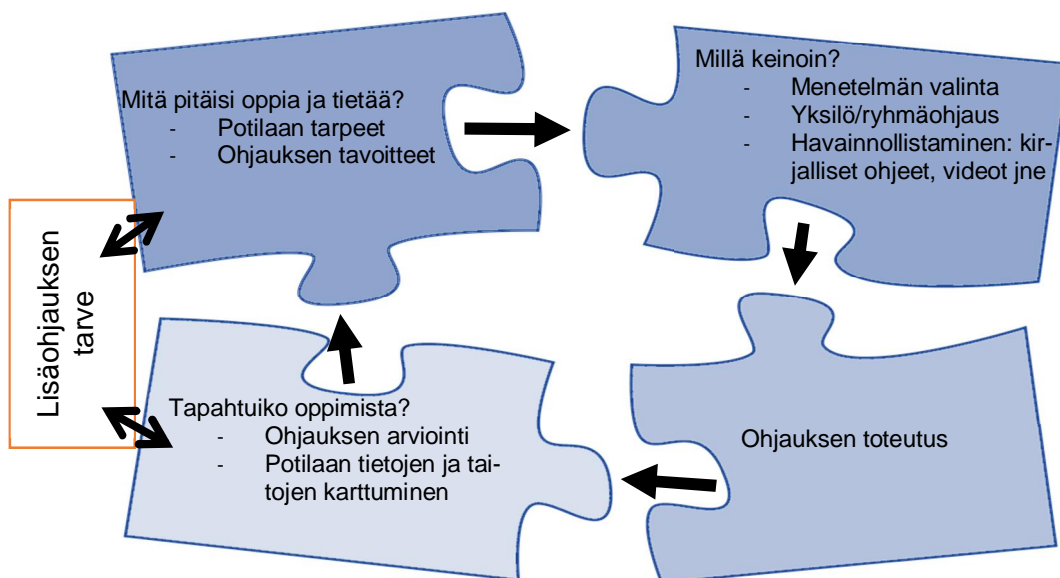 Mitä pitäisi oppia ja tietää?
- Potilaan tarpeet
- Ohjauksen tavoitteet
Millä keinoin?
- Menetelmän valinta
- Yksilö/ryhmäohjaus
- Havainnollistaminen: kir-
jalliset ohjeet, videot jne
Lisäohjauksen
tarve
Tapahtuiko oppimista?
- Ohjauksen arviointi
- Potilaan tietojen ja tai-
tojen karttuminen
Ohjauksen toteutus